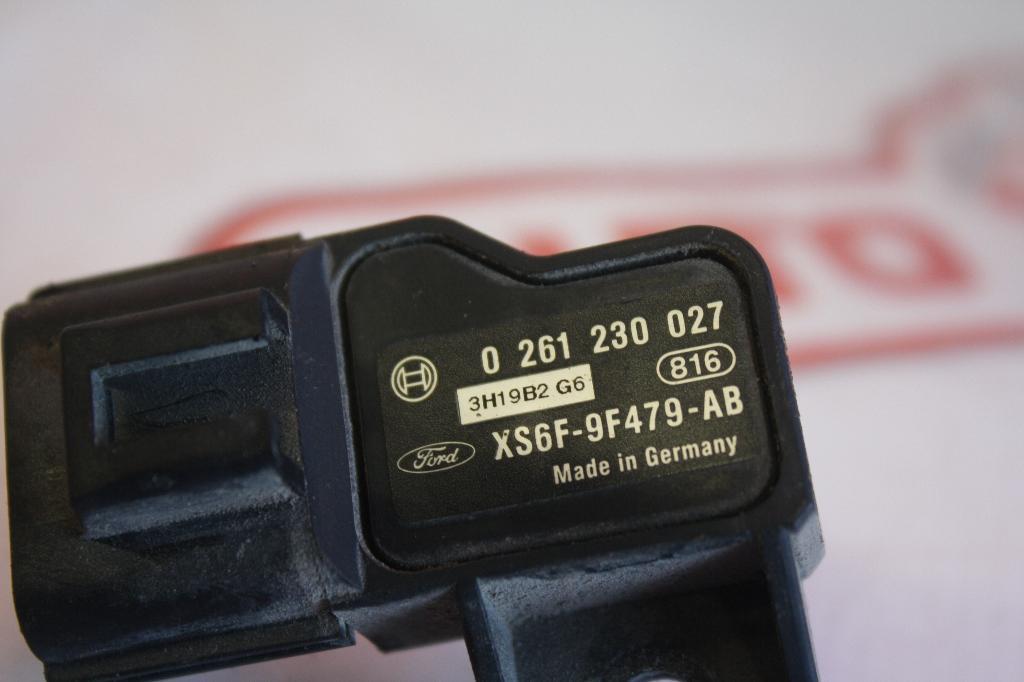 0 261 230 027
816
3H19B2 G6
XS6F-9F479-AB
Ford
Made in Germany